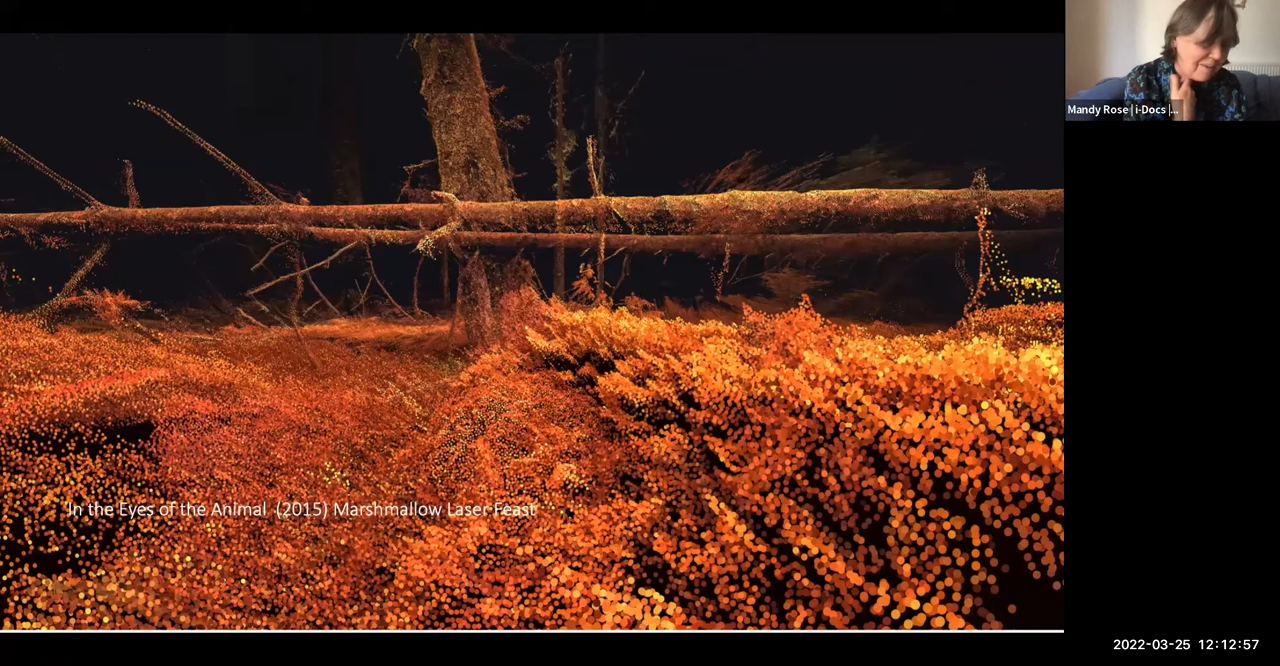 Mandy Rose | i-Docs |...
In the Eyes of the Animal (2015) Marshmallow Laser Feast
2022-03-25 12:12:57